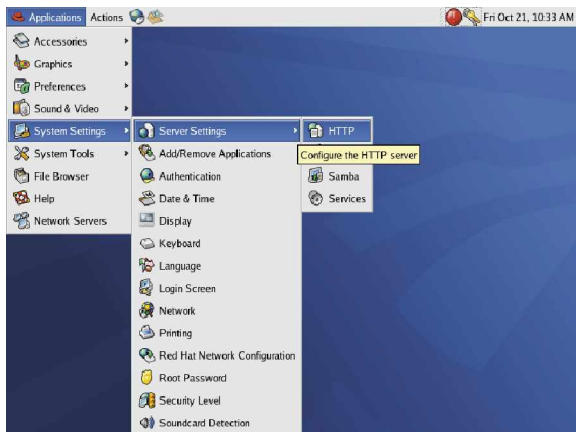 Applications Actions Fri Oct 21, 10:33 AM
Accessories
Graphics
Preferences
Sound & Video
System Settings
System Tools
File Browser
Help
Network Servers
Server Settings
Add/Remove Applications
Authentication
Date & Time
Display
Keyboard
Language
Login Screen
Network
Printing
Red Hat Network Configuration
Root Password
Security Level
Soundcard Detection
HTTP
Configure the HTTP server
Samba
Services